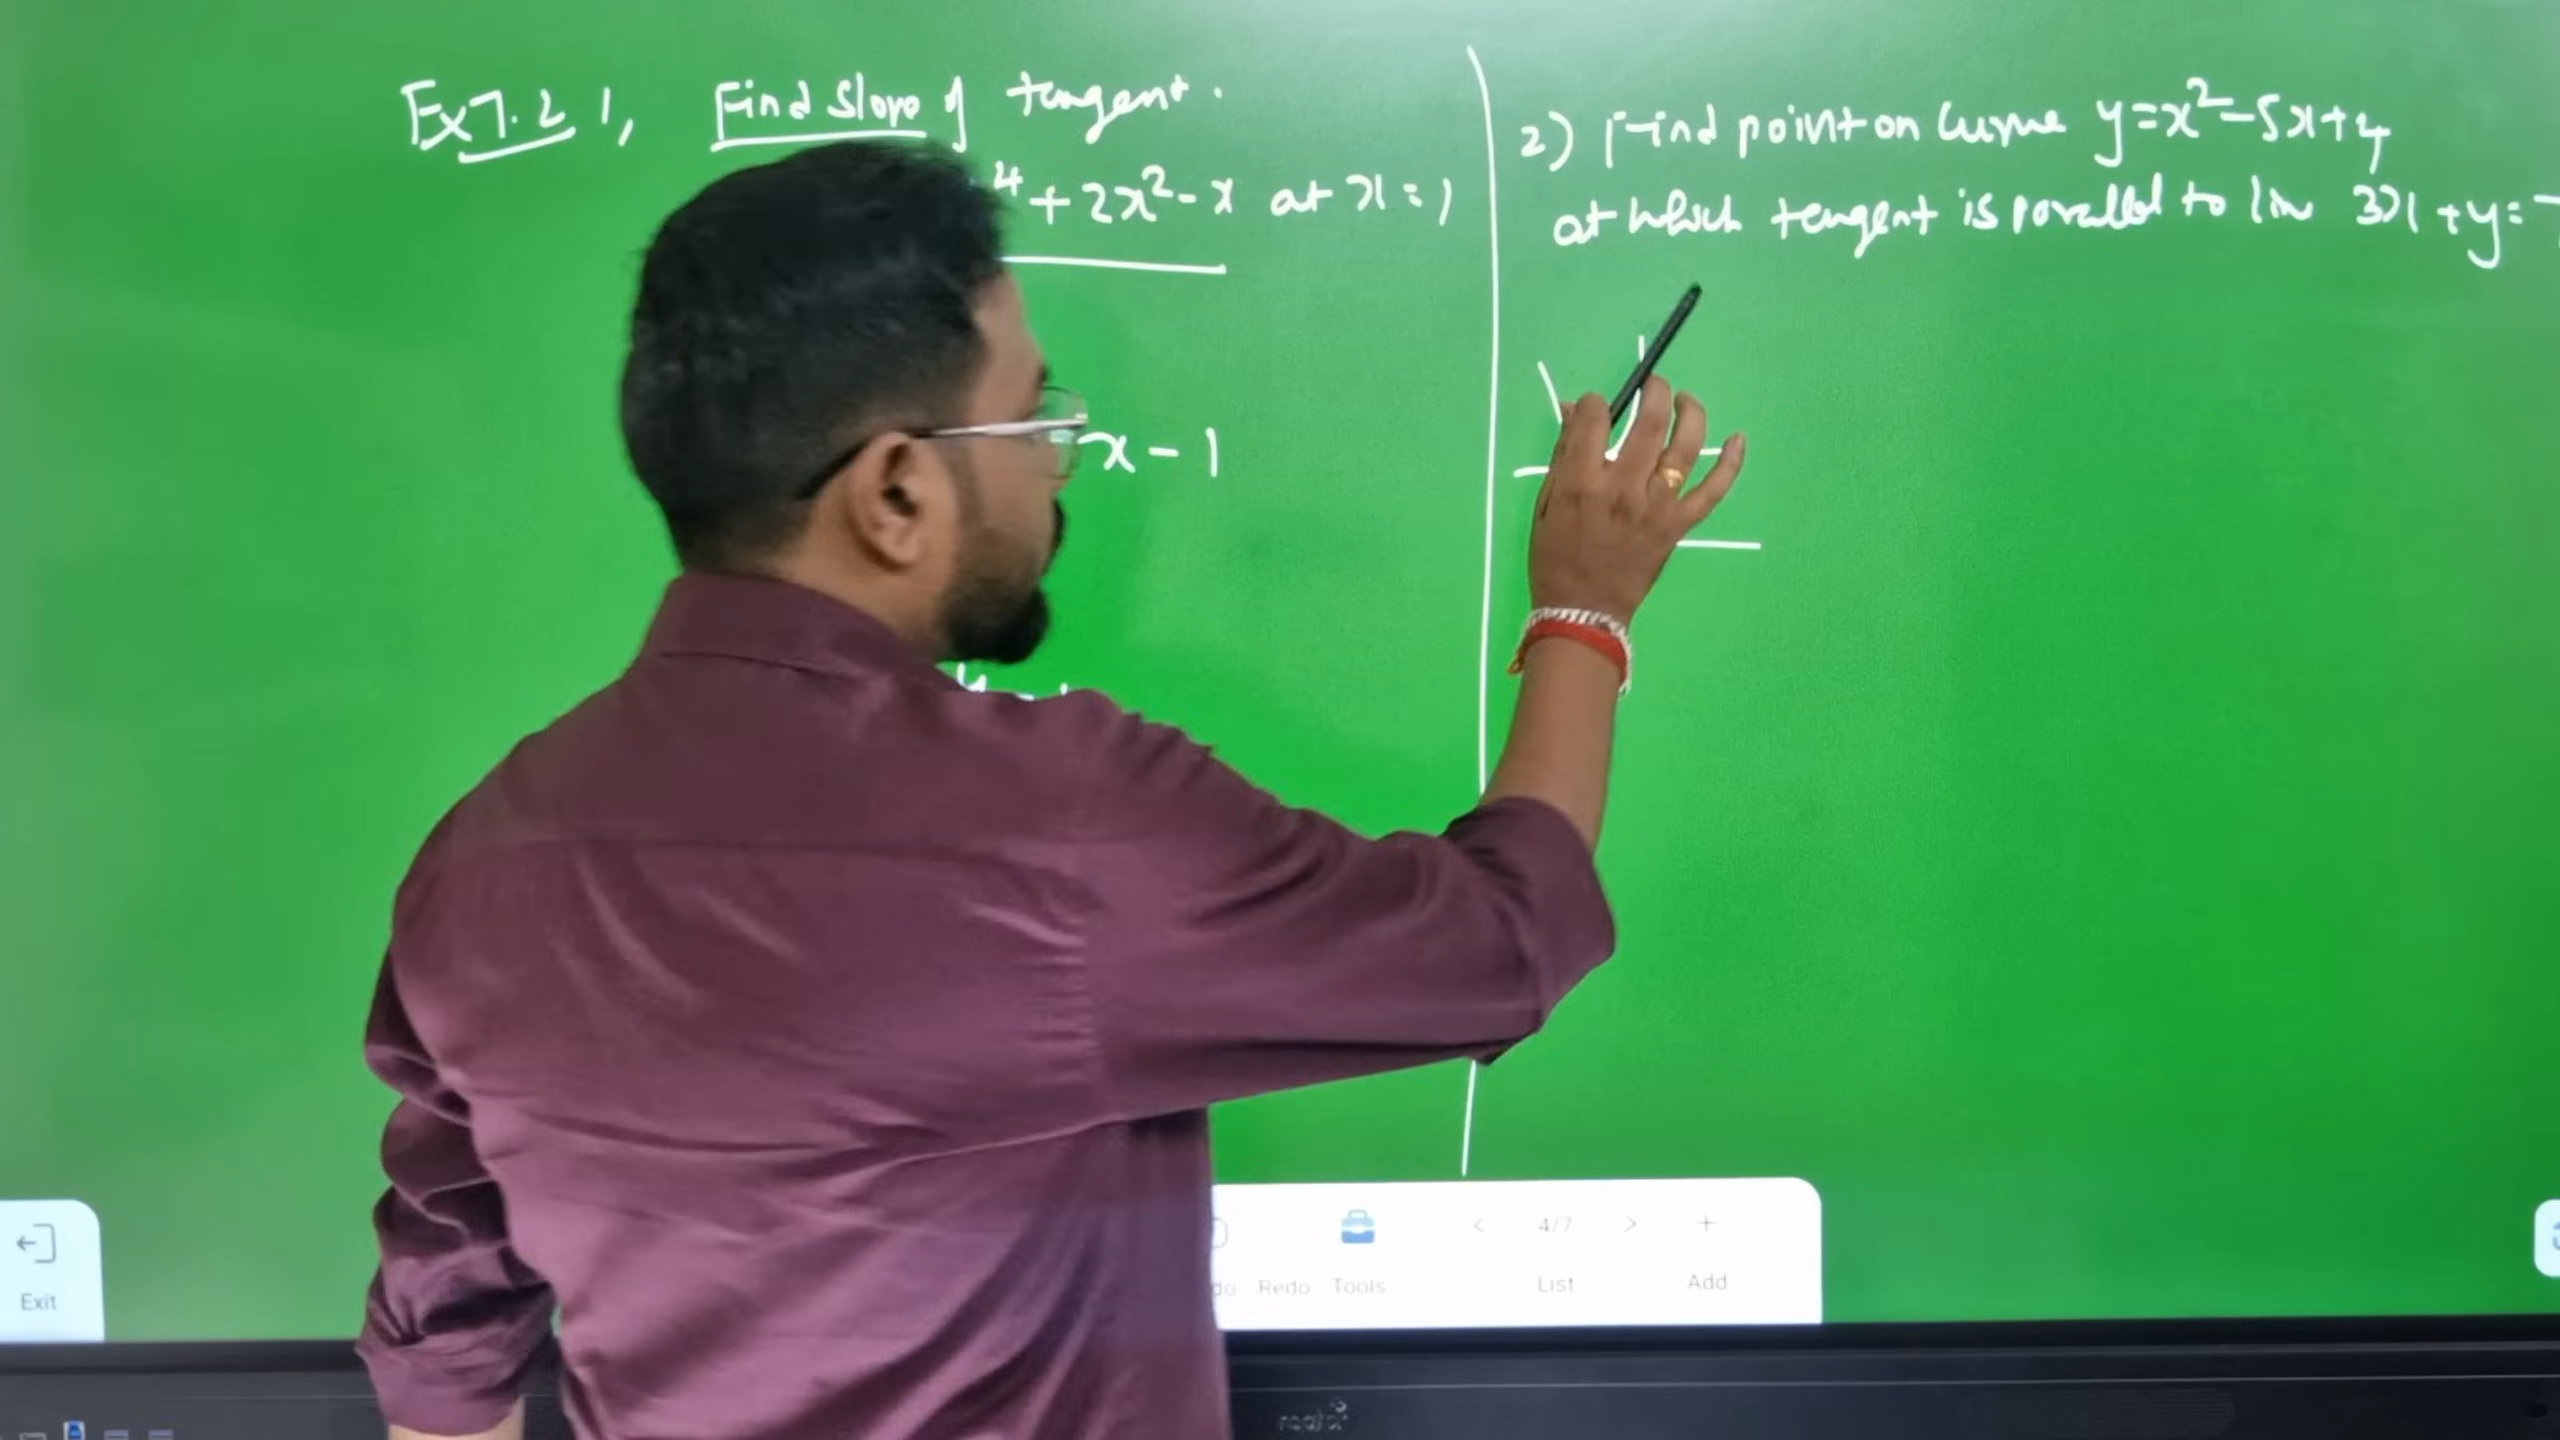 Ex 7.2 1, Find slope of tangent.
4 + 2x² - x at x = 1
x - 1
2) Find point on curve y = x² - 5x + 4
at which tangent is parallel to line 3x + y =
Exit
Redo Tools
< 4/7 > +
List Add